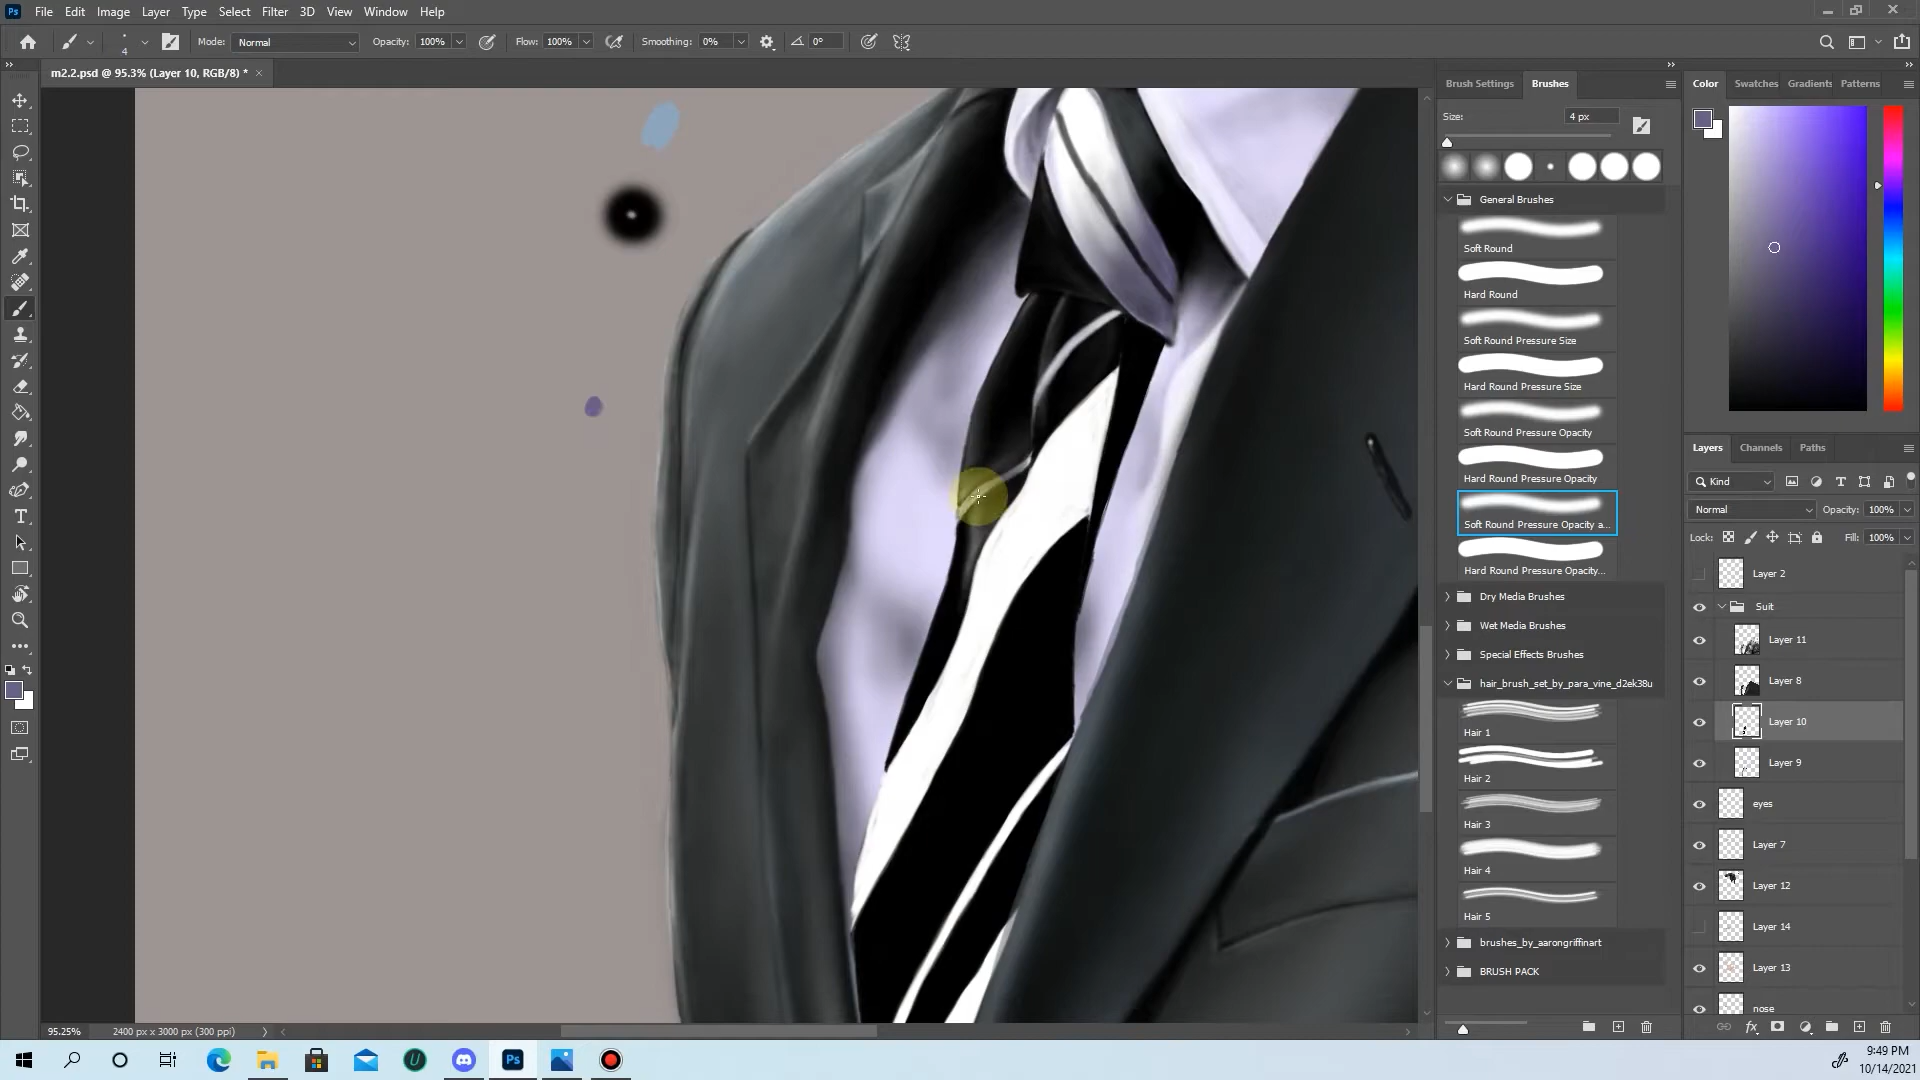 Ps File Edit Image Layer Type Select Filter 3D View Window Help
4 Mode: Normal Opacity: 100% Flow: 100% Smoothing: 0% 0°
m2.2.psd @ 95.3% (Layer 10, RGB/8) *
Brush Settings Brushes
Size: 4 px
General Brushes
Soft Round
Hard Round
Soft Round Pressure Size
Hard Round Pressure Size
Soft Round Pressure Opacity
Hard Round Pressure Opacity
Soft Round Pressure Opacity a...
Hard Round Pressure Opacity...
Dry Media Brushes
Wet Media Brushes
Special Effects Brushes
hair_brush_set_by_para_vine_d2ek38u
Hair 1
Hair 2
Hair 3
Hair 4
Hair 5
brushes_by_aarongriffinart
BRUSH PACK
Color Swatches Gradients Patterns
Layers Channels Paths
Kind
Normal Opacity: 100%
Lock: Fill: 100%
Layer 2
Suit
Layer 11
Layer 8
Layer 10
Layer 9
eyes
Layer 7
Layer 12
Layer 14
Layer 13
nose
95.25% 2400 px x 3000 px (300 ppi)
Ps
9:49 PM
10/14/2021